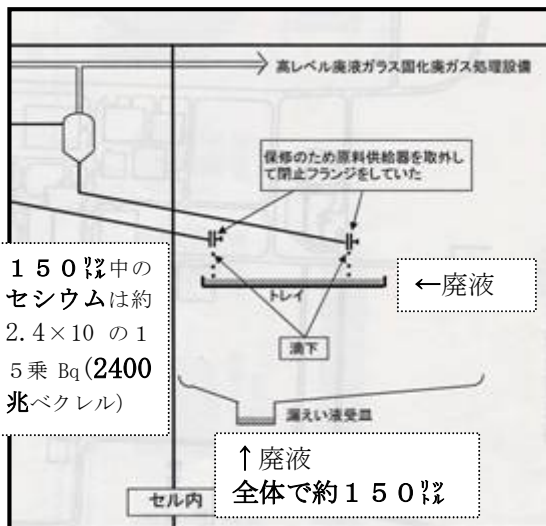 高レベル廃液ガラス固化廃ガス処理設備
保修のため原料供給器を取外し
て閉止フランジをしていた
150㍑中の
セシウムは約
2.4×10 の1
5乗 Bq(2400
兆ベクレル)
←廃液
トレイ
滴下
漏えい液受皿
↑廃液
全体で約150㍑
セル内